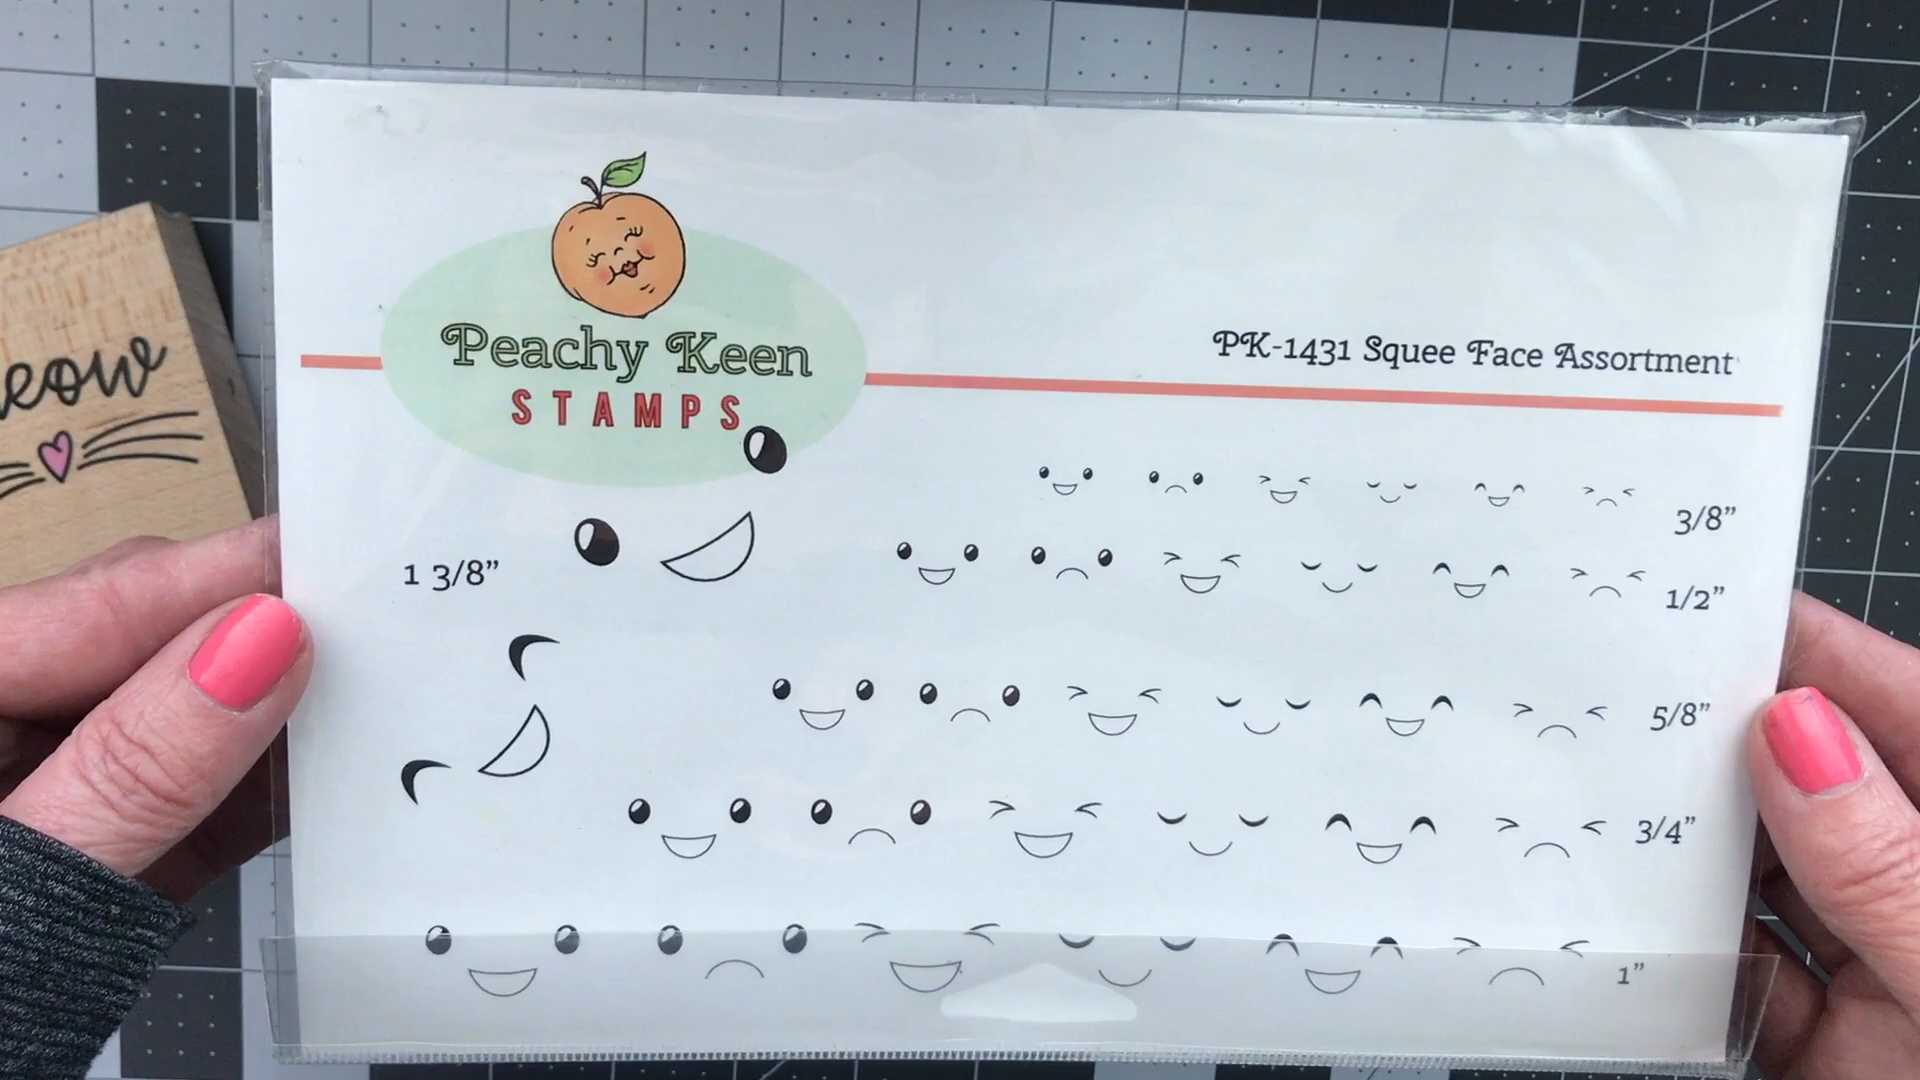 Peachy Keen
STAMPS
PK-1431 Squee Face Assortment
3/8”
1 3/8”
1/2”
5/8”
3/4”
1”
eow